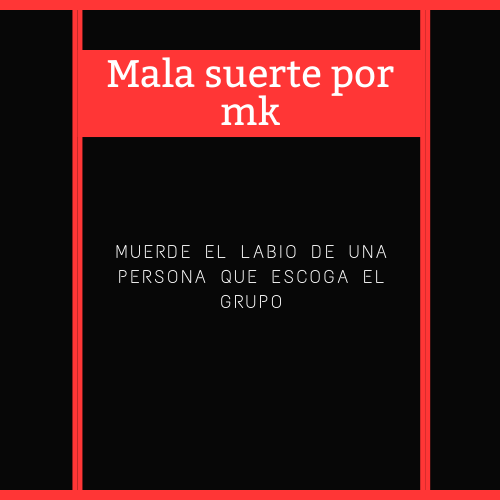 Mala suerte por
mk
MUERDE EL LABIO DE UNA
PERSONA QUE ESCOGA EL
GRUPO